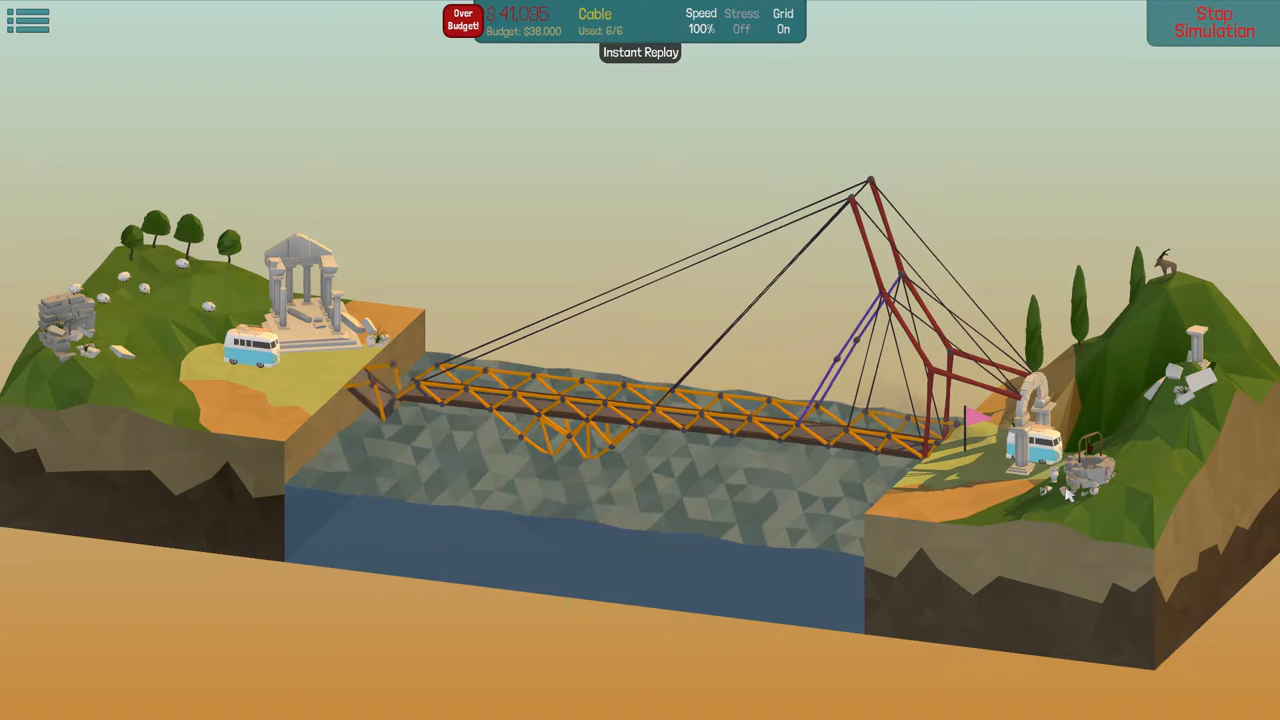 Over
Budget!
$ 41,095
Budget: $38,000
Cable
Used: 6/6
Speed
100%
Stress
Off
Grid
On
Instant Replay
Stop
Simulation